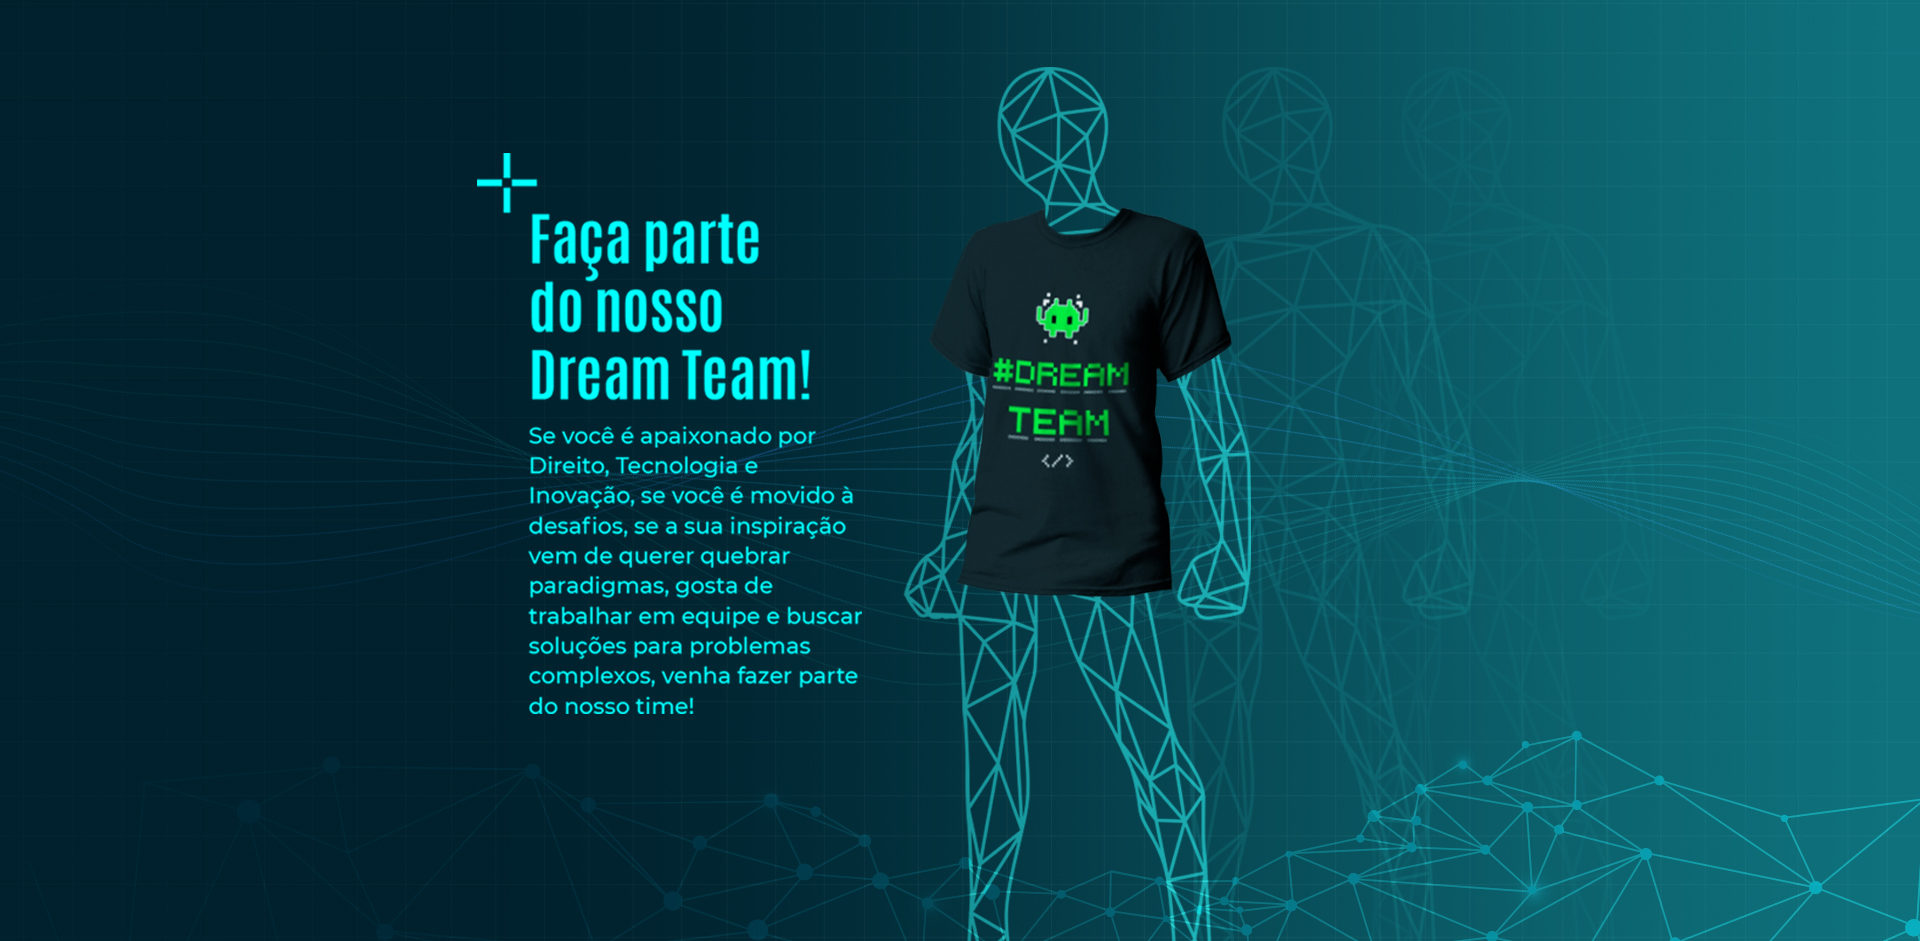 Faça parte
do nosso
Dream Team!
Se você é apaixonado por
Direito, Tecnologia e
Inovação, se você é movido à
desafios, se a sua inspiração
vem de querer quebrar
paradigmas, gosta de
trabalhar em equipe e buscar
soluções para problemas
complexos, venha fazer parte
do nosso time!
#DREAM
TEAM
</>